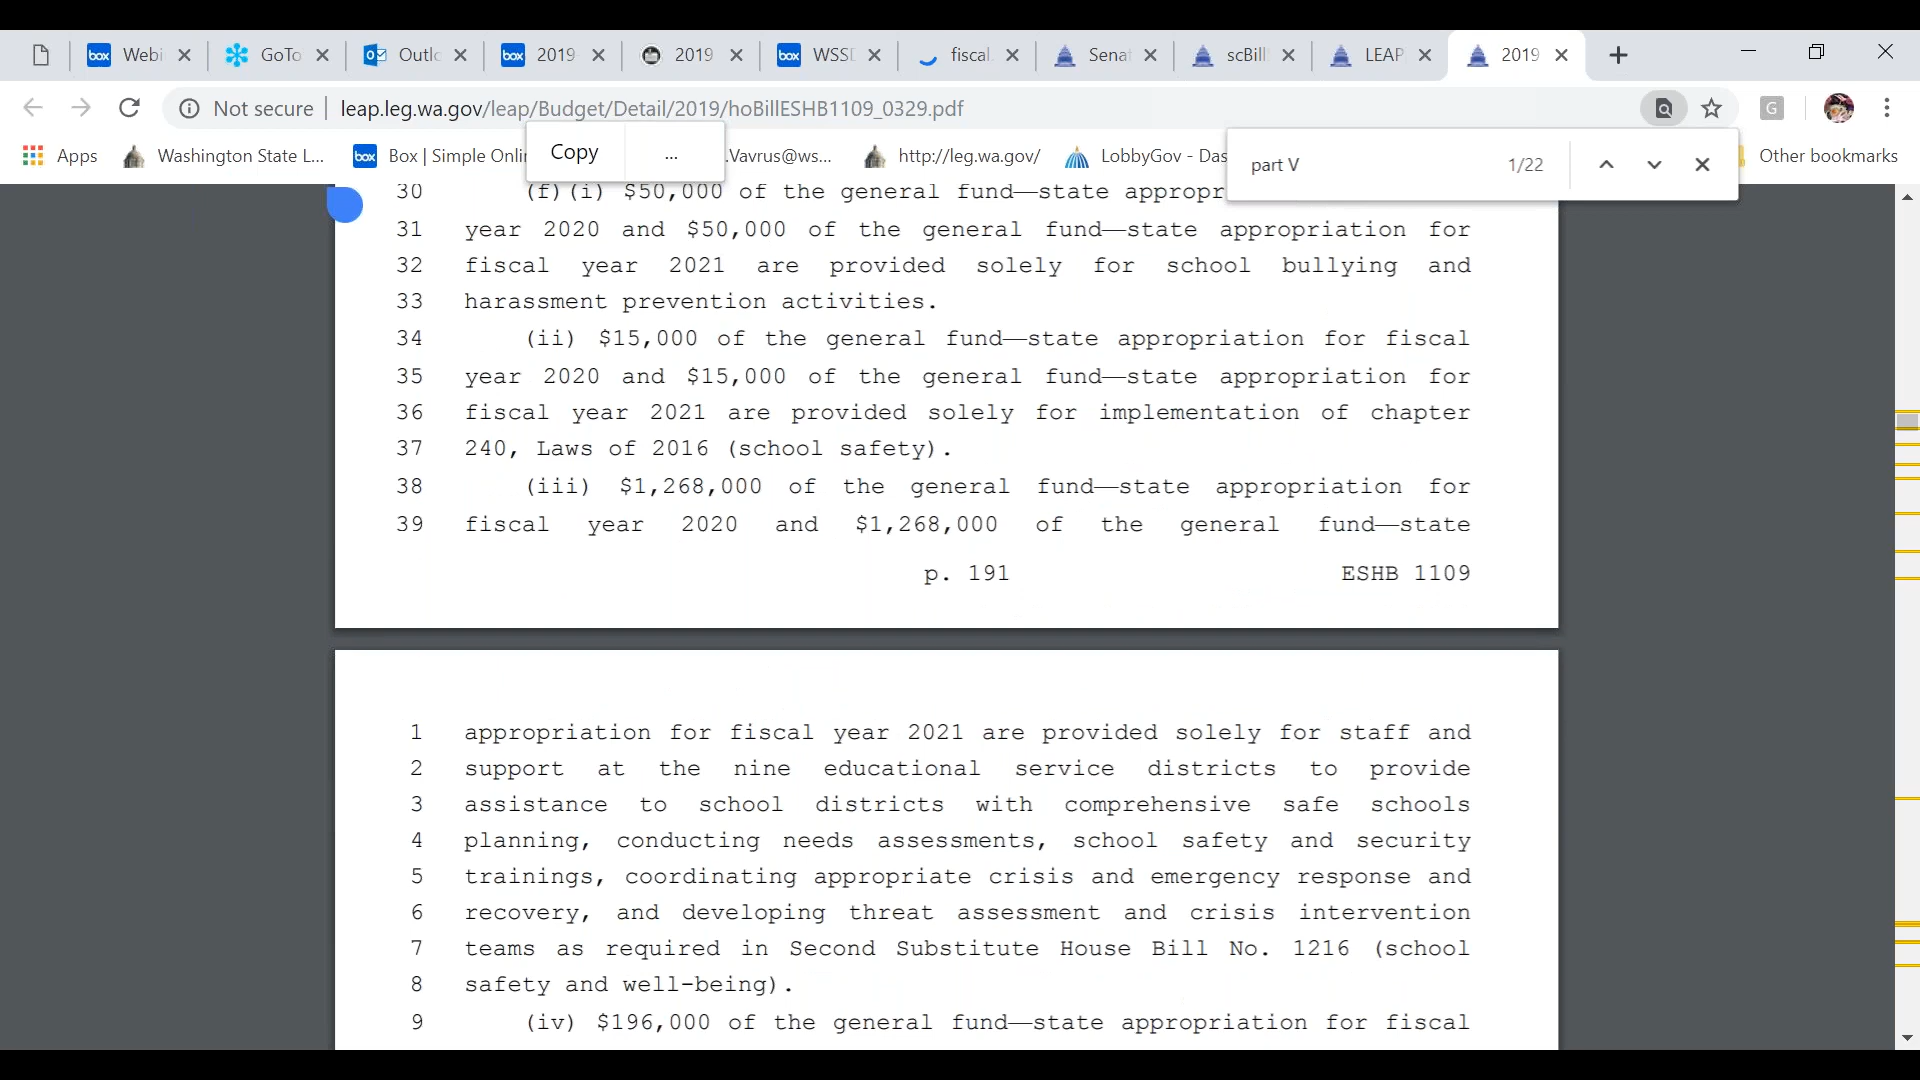 Webi
GoTo
Outlo
2019
2019
WSSD
fiscal.
Senat
scBill
LEAP
2019
Not secure
leap.leg.wa.gov/leap/Budget/Detail/2019/hoBillESHB1109_0329.pdf
G
Apps
Washington State L...
box
Box | Simple Onli
.Vavrus@ws...
http://leg.wa.gov/
LobbyGov - Das
Other bookmarks
Copy
...
part V
1/22
30 (f)(i) $50,000 of the general fund—state appropr
31 year 2020 and $50,000 of the general fund—state appropriation for
32 fiscal year 2021 are provided solely for school bullying and
33 harassment prevention activities.
34 (ii) $15,000 of the general fund—state appropriation for fiscal
35 year 2020 and $15,000 of the general fund—state appropriation for
36 fiscal year 2021 are provided solely for implementation of chapter
37 240, Laws of 2016 (school safety).
38 (iii) $1,268,000 of the general fund—state appropriation for
39 fiscal year 2020 and $1,268,000 of the general fund—state
p. 191 ESHB 1109
1 appropriation for fiscal year 2021 are provided solely for staff and
2 support at the nine educational service districts to provide
3 assistance to school districts with comprehensive safe schools
4 planning, conducting needs assessments, school safety and security
5 trainings, coordinating appropriate crisis and emergency response and
6 recovery, and developing threat assessment and crisis intervention
7 teams as required in Second Substitute House Bill No. 1216 (school
8 safety and well-being).
9 (iv) $196,000 of the general fund—state appropriation for fiscal